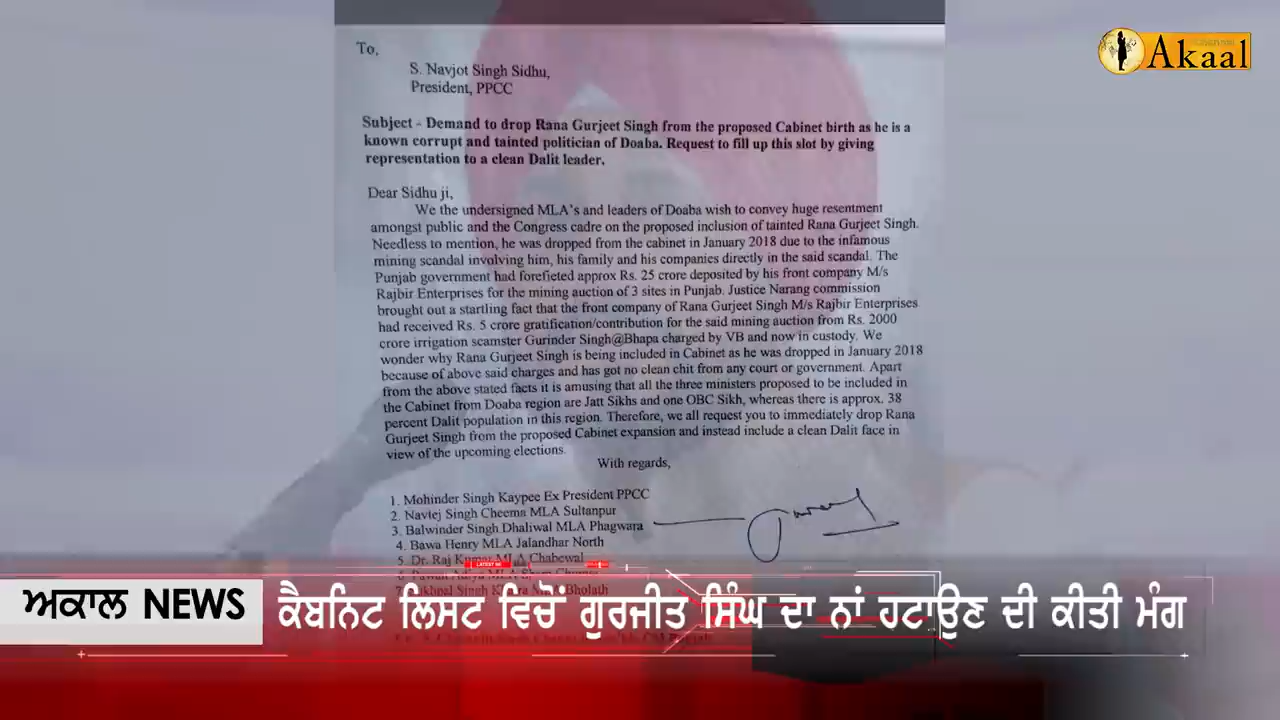 Akaal
To,
S. Navjot Singh Sidhu,
President, PPCC
Subject - Demand to drop Rana Gurjeet Singh from the proposed Cabinet birth as he is a
known corrupt and tainted politician of Doaba. Request to fill up this slot by giving
representation to a clean Dalit leader.
Dear Sidhu ji,
We the undersigned MLA's and leaders of Doaba wish to convey huge resentment
amongst public and the Congress cadre on the proposed inclusion of tainted Rana Gurjeet Singh.
Needless to mention, he was dropped from the cabinet in January 2018 due to the infamous
mining scandal involving him, his family and his companies directly in the said scandal. The
Punjab government had forefieted approx Rs. 25 crore deposited by his front company M/s
Rajbir Enterprises for the mining auction of 3 sites in Punjab. Justice Narang commission
brought out a startling fact that the front company of Rana Gurjeet Singh M/s Rajbir Enterprises
had received Rs. 5 crore gratification/contribution for the said mining auction from Rs. 2000
crore irrigation scamster Gurinder Singh@Bhapa charged by VB and now in custody. We
wonder why Rana Gurjeet Singh is being included in Cabinet as he was dropped in January 2018
because of above said charges and has got no clean chit from any court or government. Apart
from the above stated facts it is amusing that all the three ministers proposed to be included in
the Cabinet from Doaba region are Jatt Sikhs and one OBC Sikh, whereas there is approx. 38
percent Dalit population in this region. Therefore, we all request you to immediately drop Rana
Gurjeet Singh from the proposed Cabinet expansion and instead include a clean Dalit face in
view of the upcoming elections.
With regards,
1. Mohinder Singh Kaypee Ex President PPCC
2. Navtej Singh Cheema MLA Sultanpur
3. Balwinder Singh Dhaliwal MLA Phagwara
4. Bawa Henry MLA Jalandhar North
5. Dr. Raj Kumar MLA Chabewal
LATEST NE
Singh Bholath
ਅਕਾਲ NEWS
ਕੈਬਨਿਟ ਲਿਸਟ ਵਿਚੋਂ ਗੁਰਜੀਤ ਸਿੰਘ ਦਾ ਨਾਂ ਹਟਾਉਣ ਦੀ ਕੀਤੀ ਮੰਗ